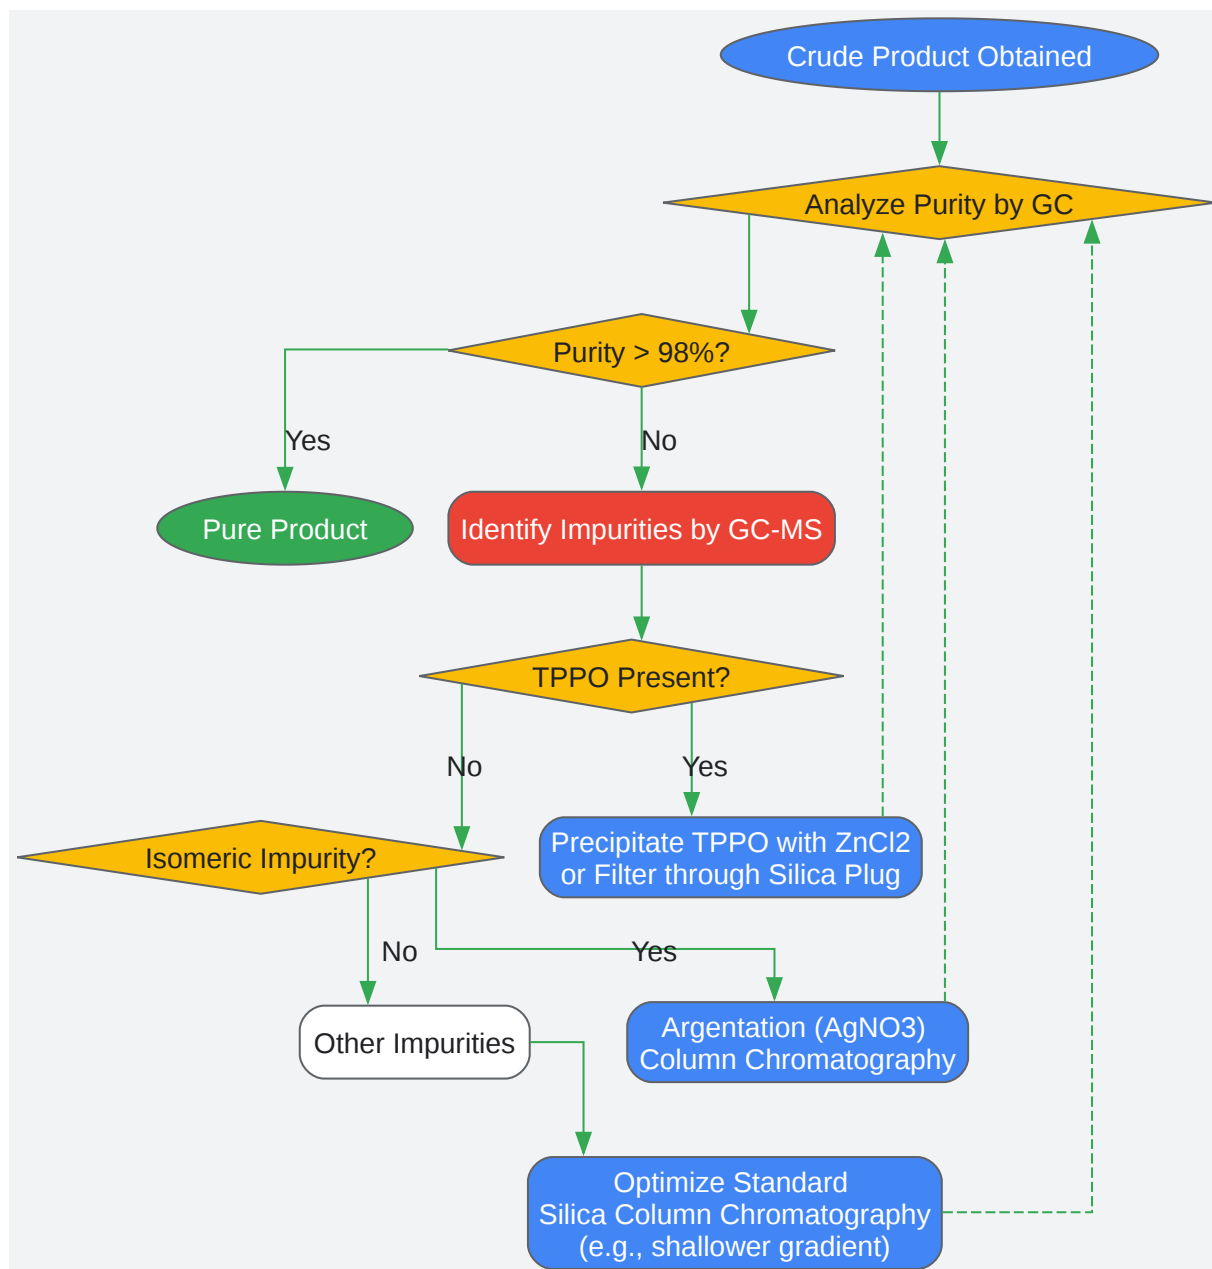 Crude Product Obtained
Analyze Purity by GC
Purity > 98%?
Yes
No
Pure Product
Identify Impurities by GC-MS
TPPO Present?
No
Yes
Precipitate TPPO with ZnCl2
or Filter through Silica Plug
Isomeric Impurity?
No
Yes
Other Impurities
Argentation (AgNO3)
Column Chromatography
Optimize Standard
Silica Column Chromatography
(e.g., shallower gradient)